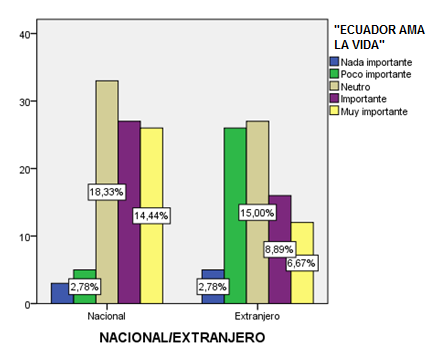 "ECUADOR AMA
LA VIDA"
Nada importante
Poco importante
Neutro
Importante
Muy importante
40
30
20
10
0
18,33%
14,44%
2,78%
15,00%
8,89%
6,67%
2,78%
Nacional
Extranjero
NACIONAL/EXTRANJERO